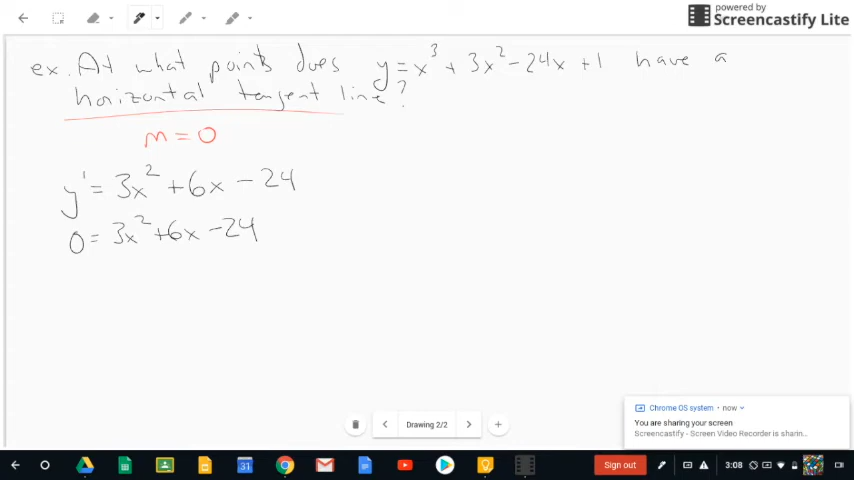 powered by
Screencastify Lite
ex. At what points does y = x³ + 3x² - 24x + 1 have a
horizontal tangent line?
m = 0
y' = 3x² + 6x - 24
0 = 3x² + 6x - 24
Drawing 2/2
Chrome OS system • now
You are sharing your screen
Screencastify - Screen Video Recorder is sharin...
31
Sign out
3:08